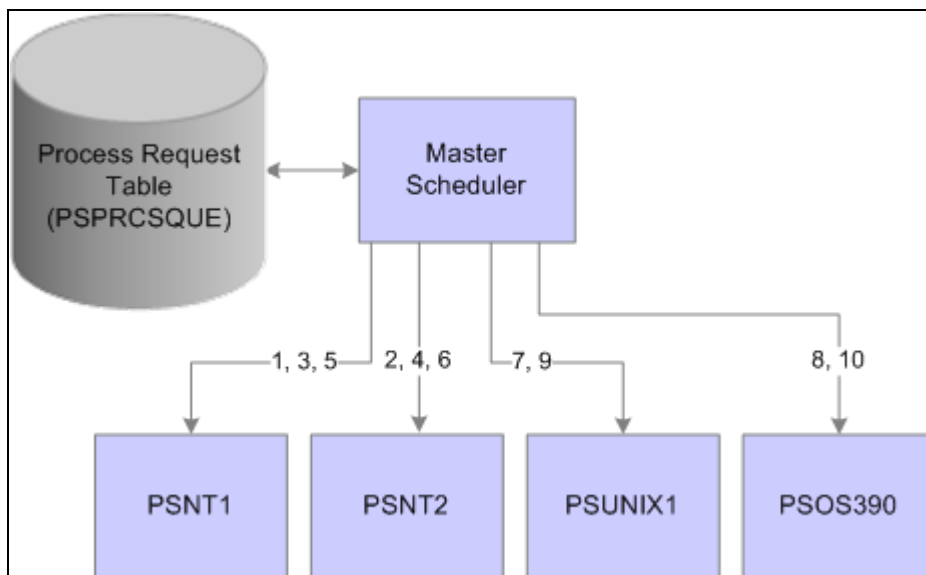 Process Request
Table
(PSPRCSQUE)
Master
Scheduler
1, 3, 5
2, 4, 6
7, 9
8, 10
PSNT1
PSNT2
PSUNIX1
PSOS390